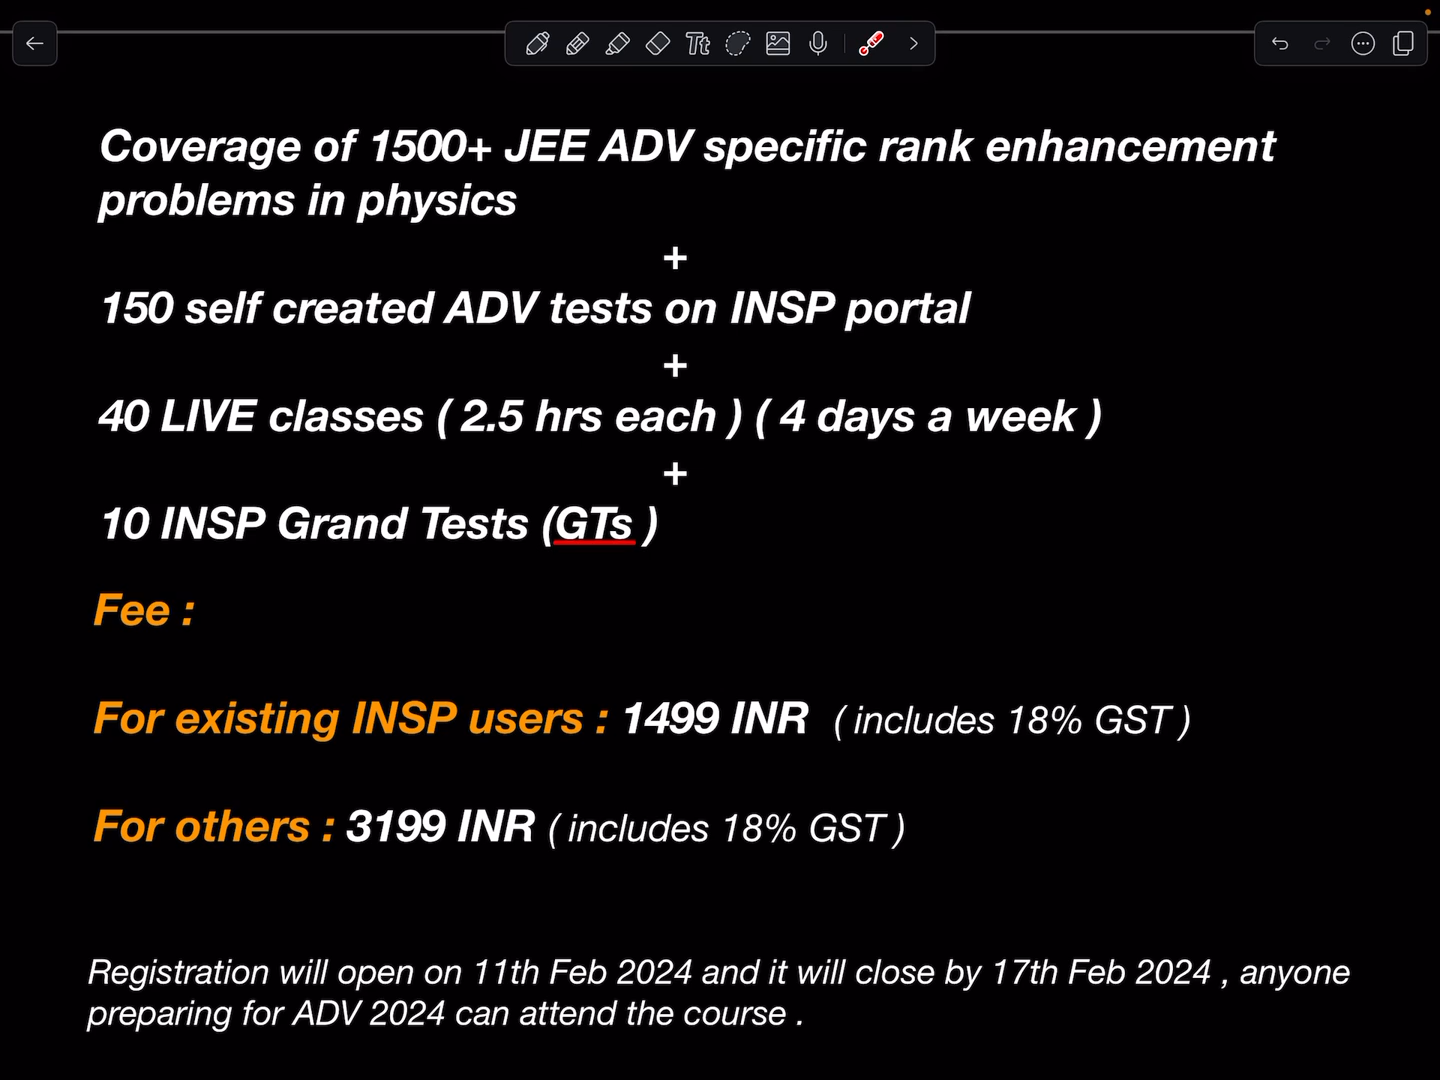 Coverage of 1500+ JEE ADV specific rank enhancement
problems in physics
+
150 self created ADV tests on INSP portal
+
40 LIVE classes ( 2.5 hrs each ) ( 4 days a week )
+
10 INSP Grand Tests (GTs )
Fee :
For existing INSP users : 1499 INR ( includes 18% GST )
For others : 3199 INR ( includes 18% GST )
Registration will open on 11th Feb 2024 and it will close by 17th Feb 2024 , anyone
preparing for ADV 2024 can attend the course .